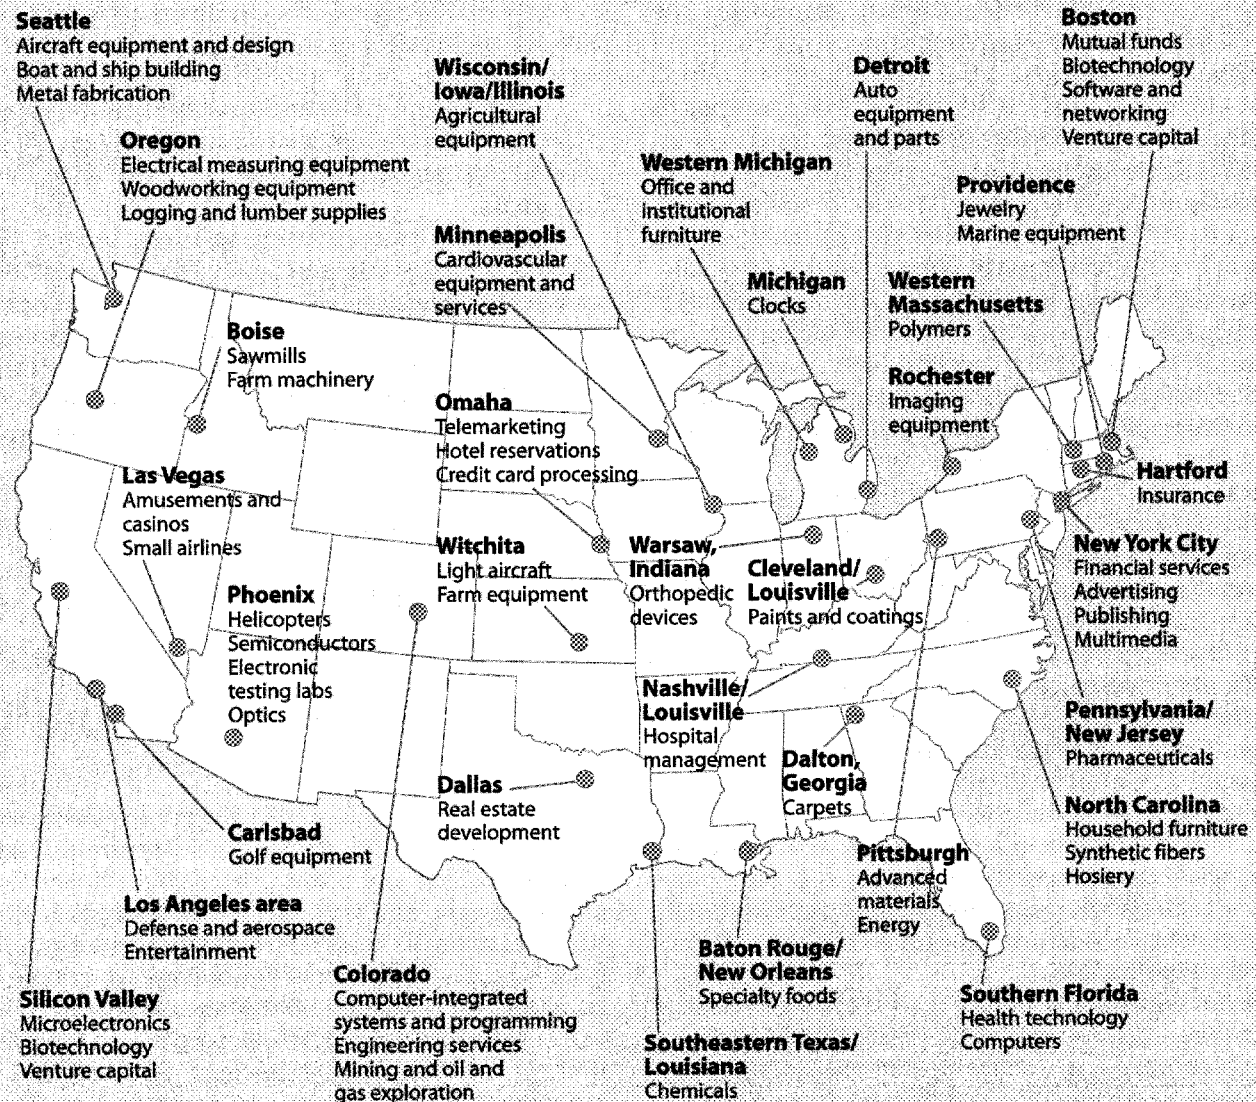 Seattle
Aircraft equipment and design
Boat and ship building
Metal fabrication
Oregon
Electrical measuring equipment
Woodworking equipment
Logging and lumber supplies
Wisconsin/
Iowa/Illinois
Agricultural
equipment
Minneapolis
Cardiovascular
equipment and
services
Western Michigan
Office and
institutional
furniture
Michigan
Clocks
Detroit
Auto
equipment
and parts
Boston
Mutual funds
Biotechnology
Software and
networking
Venture capital
Providence
Jewelry
Marine equipment
Western
Massachusetts
Polymers
Rochester
Imaging
equipment
Hartford
Insurance
Boise
Sawmills
Farm machinery
Omaha
Telemarketing
Hotel reservations
Credit card processing
Las Vegas
Amusements and
casinos
Small airlines
Witchita
Light aircraft
Farm equipment
Warsaw,
Indiana
Orthopedic
devices
Cleveland/
Louisville
Paints and coatings
New York City
Financial services
Advertising
Publishing
Multimedia
Phoenix
Helicopters
Semiconductors
Electronic
testing labs
Optics
Nashville/
Louisville
Hospital
management
Dalton,
Georgia
Carpets
Pennsylvania/
New Jersey
Pharmaceuticals
Dallas
Real estate
development
North Carolina
Household furniture
Synthetic fibers
Hosiery
Carlsbad
Golf equipment
Pittsburgh
Advanced
materials
Energy
Los Angeles area
Defense and aerospace
Entertainment
Baton Rouge/
New Orleans
Specialty foods
Silicon Valley
Microelectronics
Biotechnology
Venture capital
Colorado
Computer-integrated
systems and programming
Engineering services
Mining and oil and
gas exploration
Southeastern Texas/
Louisiana
Chemicals
Southern Florida
Health technology
Computers